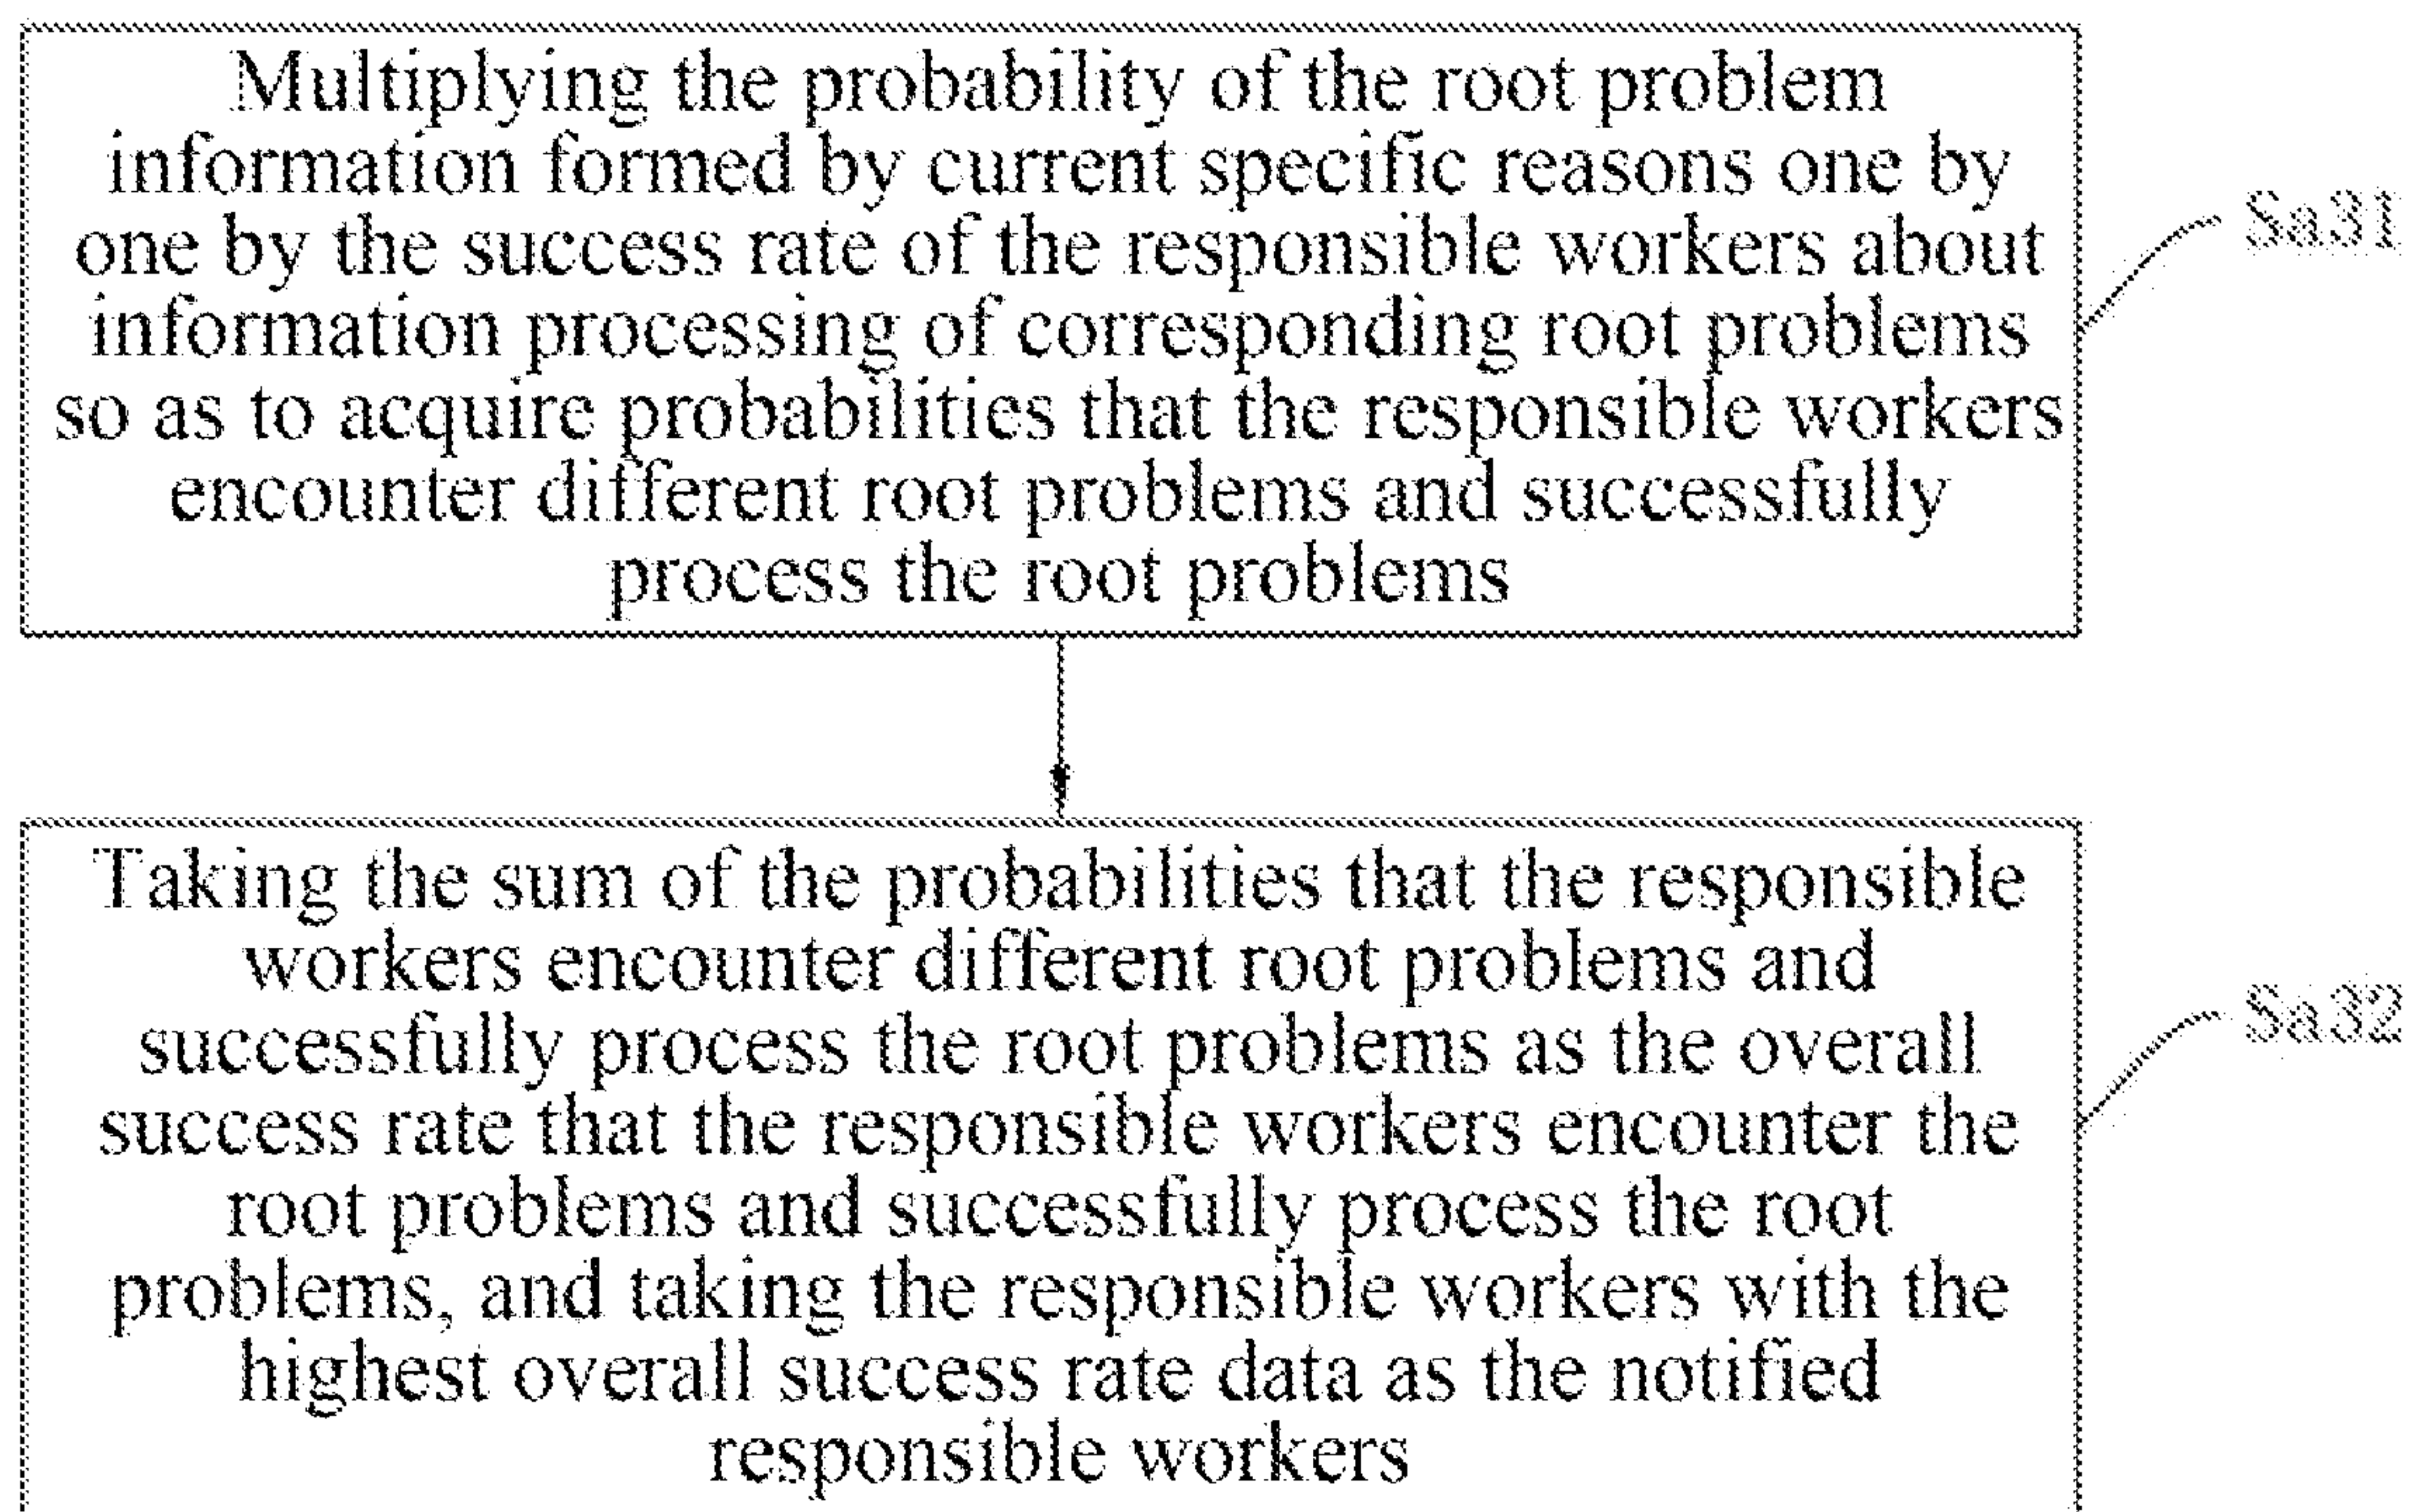 Multiplying the probability of the root problem
information formed by current specific reasons one by
one by the success rate of the responsible workers about
information processing of corresponding root problems
so as to acquire probabilities that the responsible workers
encounter different root problems and successfully
process the root problems
Sa31
Taking the sum of the probabilities that the responsible
workers encounter different root problems and
successfully process the root problems as the overall
success rate that the responsible workers encounter the
root problems and successfully process the root
problems, and taking the responsible workers with the
highest overall success rate data as the notified
responsible workers
Sa32